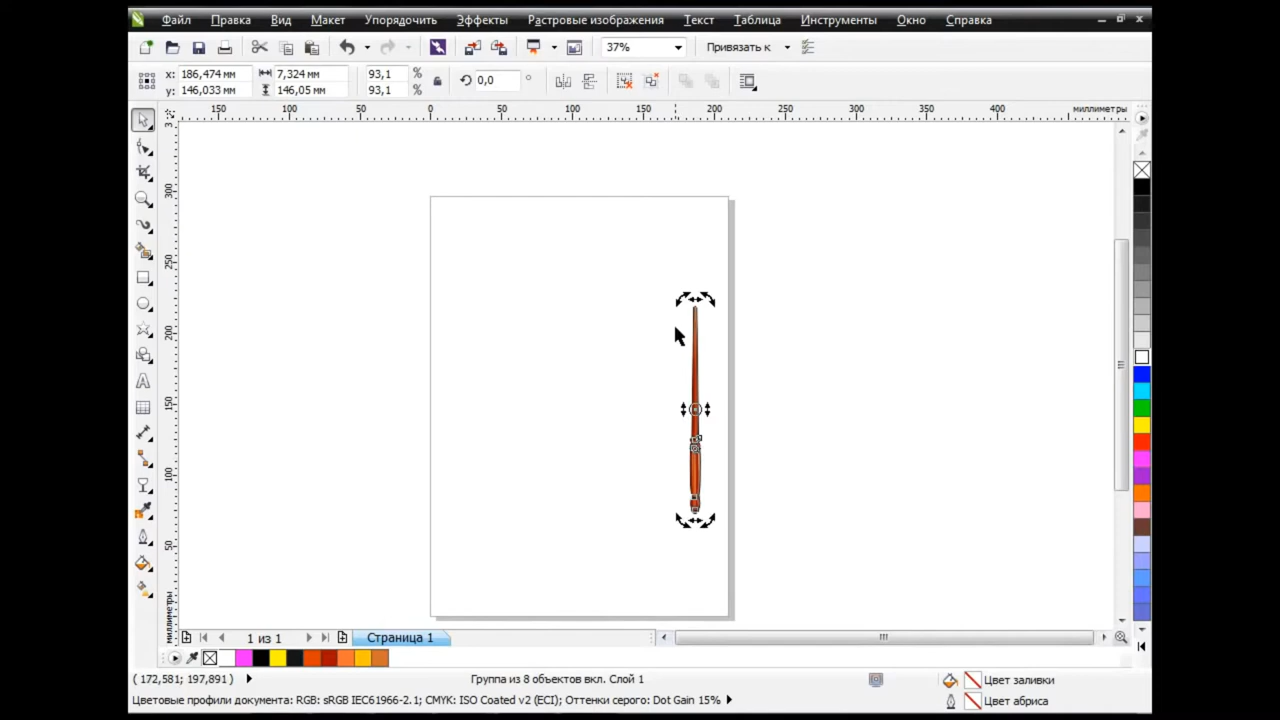 Файл Правка Вид Макет Упорядочить Эффекты Растровые изображения Текст Таблица Инструменты Окно Справка
37% Привязать к
x: 186,474 мм 7,324 мм 93,1 % 0,0 °
y: 146,033 мм 146,05 мм 93,1 %
150 100 50 0 50 100 150 200 250 300 350 400 миллиметры
300
250
200
150
100
50
миллиметры
1 из 1 Страница 1
( 172,581; 197,891 ) Группа из 8 объектов вкл. Слой 1 Цвет заливки
Цветовые профили документа: RGB: sRGB IEC61966-2.1; CMYK: ISO Coated v2 (ECI); Оттенки серого: Dot Gain 15% Цвет абриса